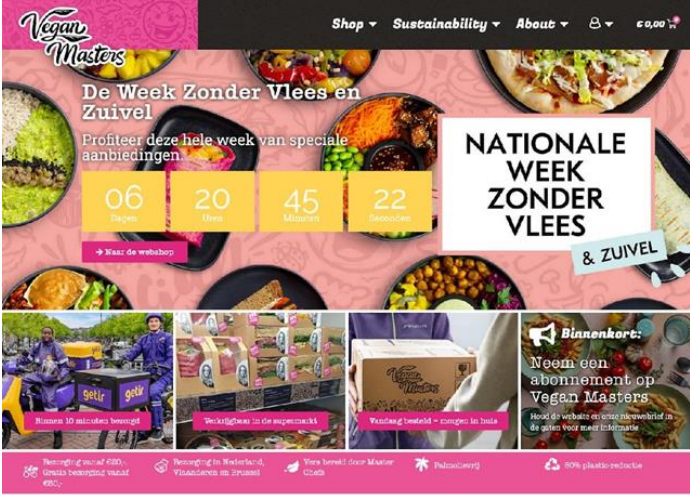 Vegan
Masters
Shop Sustainability About € 0,00
De Week Zonder Vlees en
Zuivel
Profiteer deze hele week van speciale
aanbiedingen.
06 20 45 22
Dagen Uren Minuten Seconden
→ Naar de webshop
NATIONALE
WEEK
ZONDER
VLEES
& ZUIVEL
getir getir
Binnen 10 minuten bezorgd
Verkrijgbaar in de supermarkt
Vegan
Masters
Vandaag besteld = morgen in huis
Binnenkort:
Neem een
abonnement op
Vegan Masters
Houd de website en onze nieuwsbrief in
de gaten voor meer informatie
Bezorging vanaf €20,-
Gratis bezorging vanaf
€80,-
Bezorging in Nederland,
Vlaanderen en Brussel
Vers bereid door Master
Chefs
Palmolievrij
80% plastic reductie